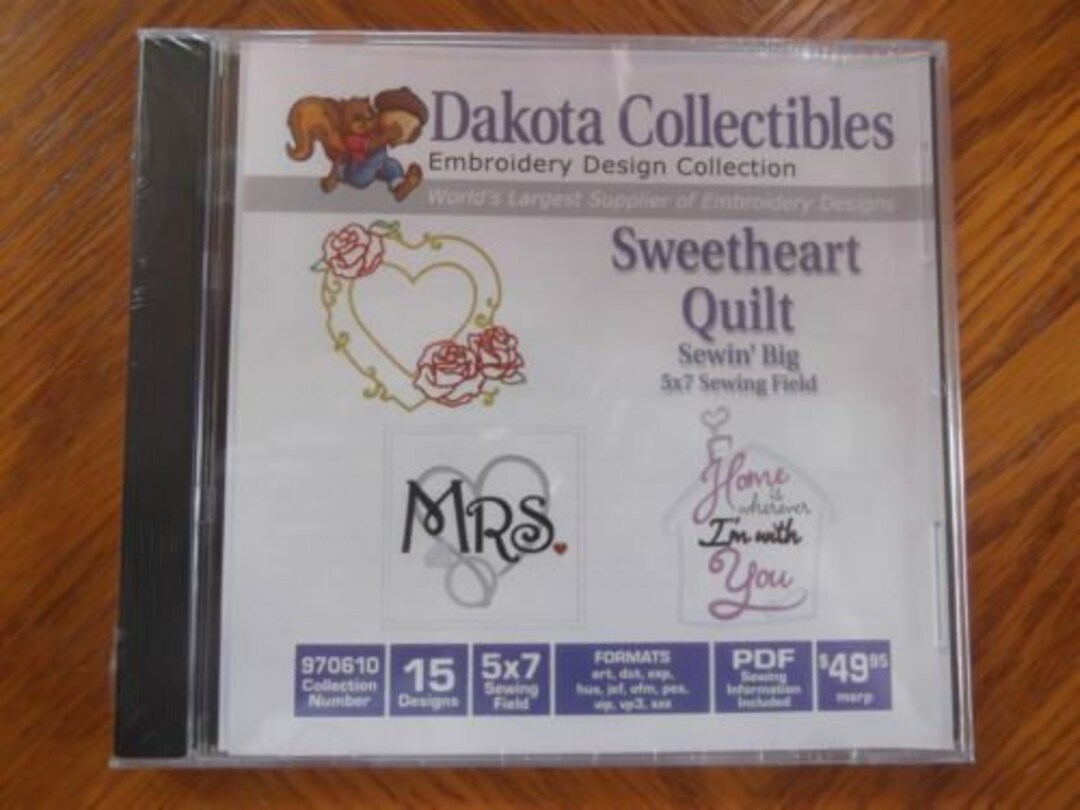 Dakota Collectibles
Embroidery Design Collection
World's Largest Supplier of Embroidery Designs
Sweetheart
Quilt
Sewin' Big
5x7 Sewing Field
MRS.
Home
is
wherever
I'm with
You
970610
Collection
Number
15
Designs
5x7
Sewing
Field
FORMATS
art, dst, exp,
hus, jef, ofm, pes,
vip, vp3, xxx
PDF
Sewing
Information
Included
$49.95
msrp